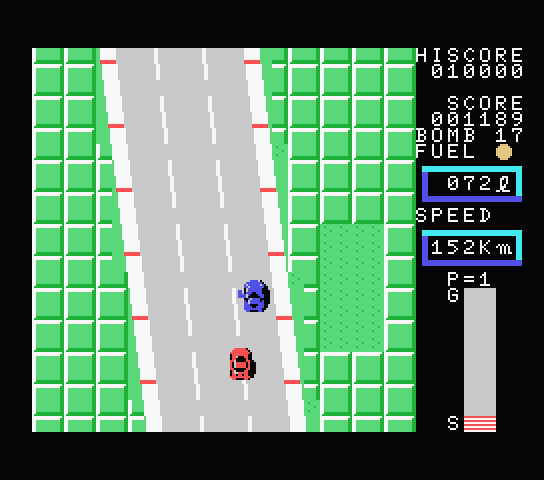 HISCORE
010000
SCORE
001189
BOMB 17
FUEL
072ℓ
SPEED
152Km
P=1
G
S